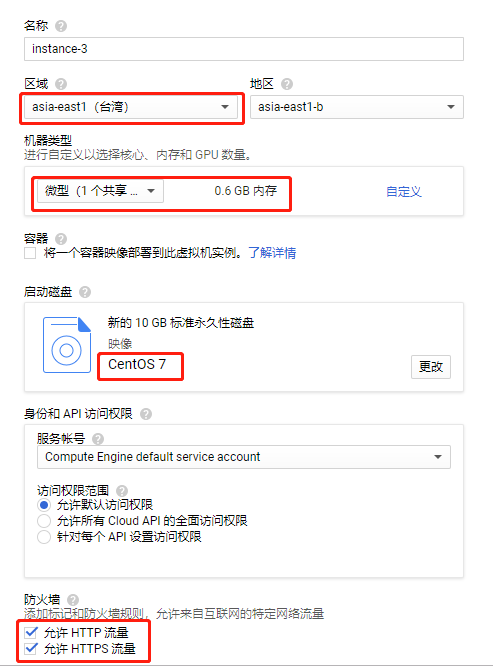 名称
instance-3
区域 地区
asia-east1（台湾） asia-east1-b
机器类型
进行自定义以选择核心、内存和 GPU 数量。
微型（1 个共享 ... 0.6 GB 内存 自定义
容器
将一个容器映像部署到此虚拟机实例。了解详情
启动磁盘
新的 10 GB 标准永久性磁盘
映像
CentOS 7
更改
身份和 API 访问权限
服务帐号
Compute Engine default service account
访问权限范围
允许默认访问权限
允许所有 Cloud API 的全面访问权限
针对每个 API 设置访问权限
防火墙
添加标记和防火墙规则，允许来自互联网的特定网络流量
允许 HTTP 流量
允许 HTTPS 流量